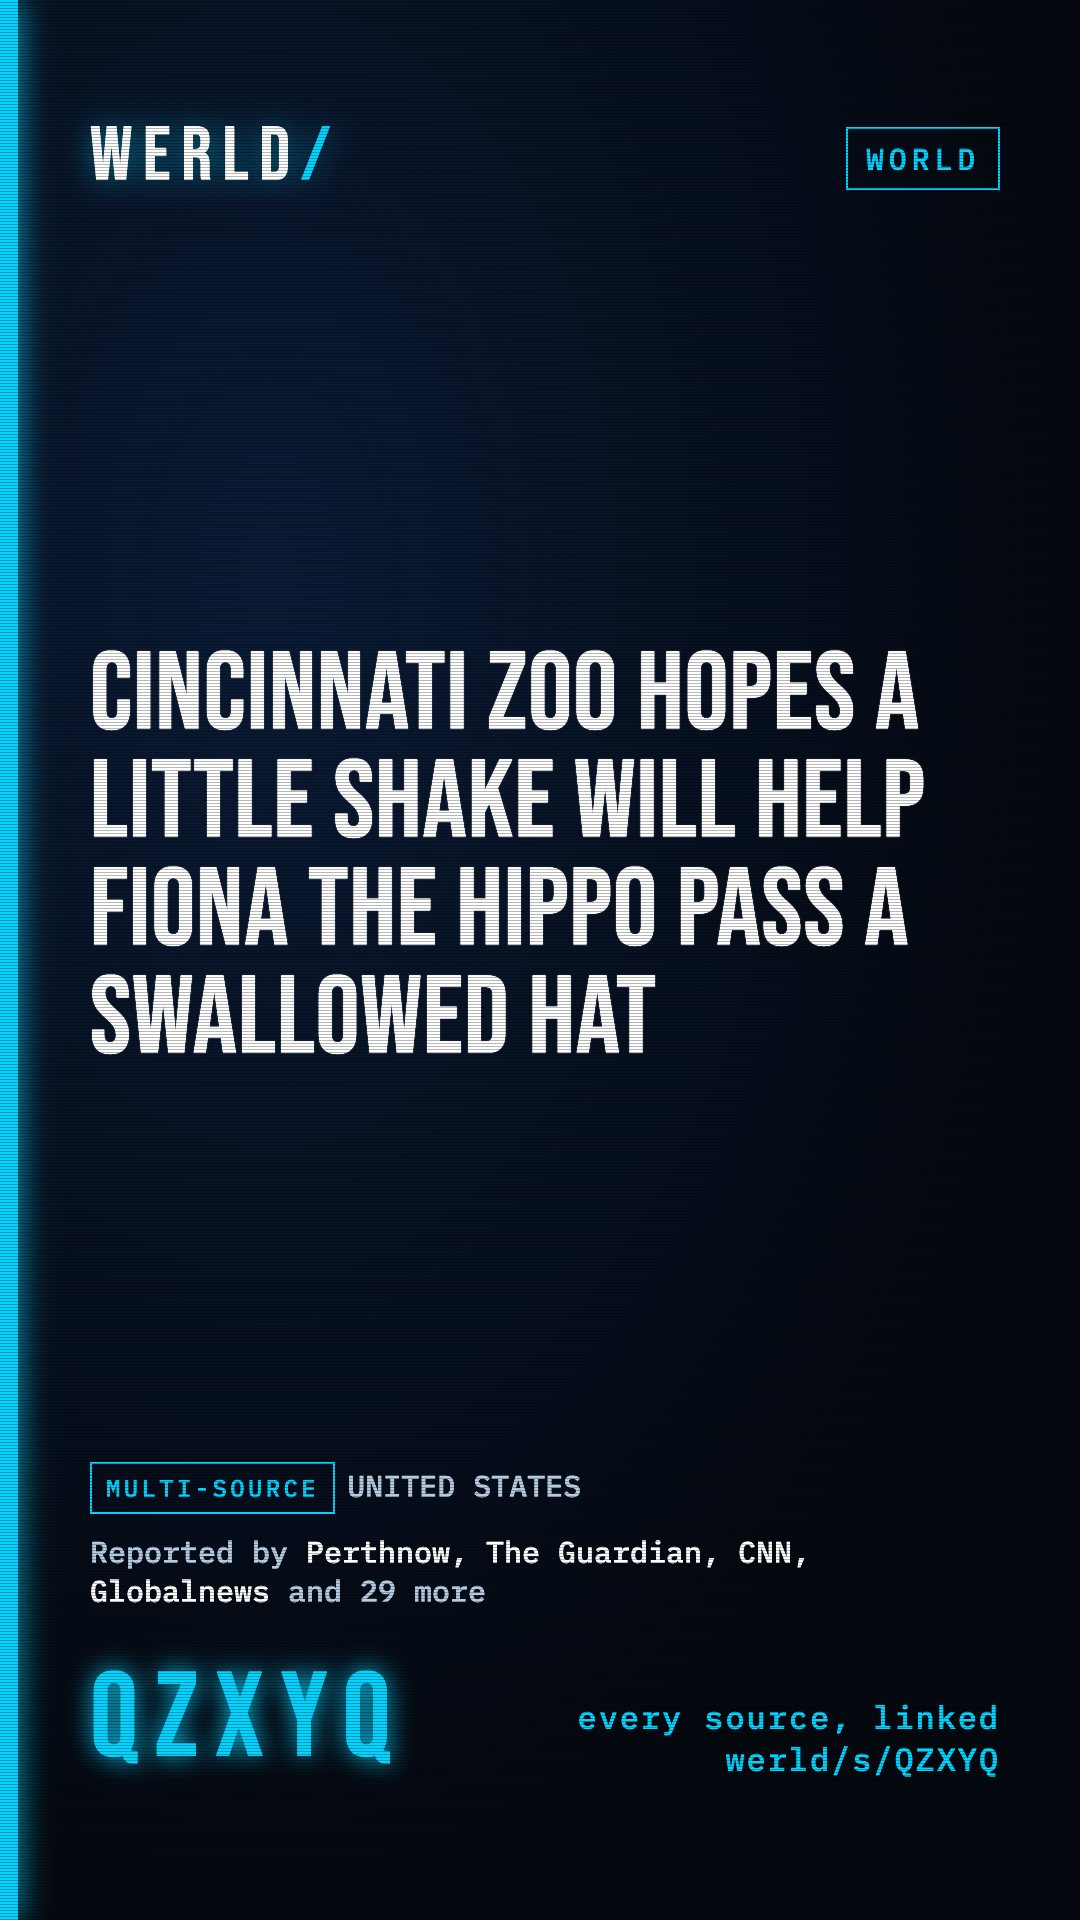 WERLD/
WORLD
CINCINNATI ZOO HOPES A
LITTLE SHAKE WILL HELP
FIONA THE HIPPO PASS A
SWALLOWED HAT
MULTI-SOURCE UNITED STATES
Reported by Perthnow, The Guardian, CNN,
Globalnews and 29 more
QZXYQ
every source, linked
werld/s/QZXYQ